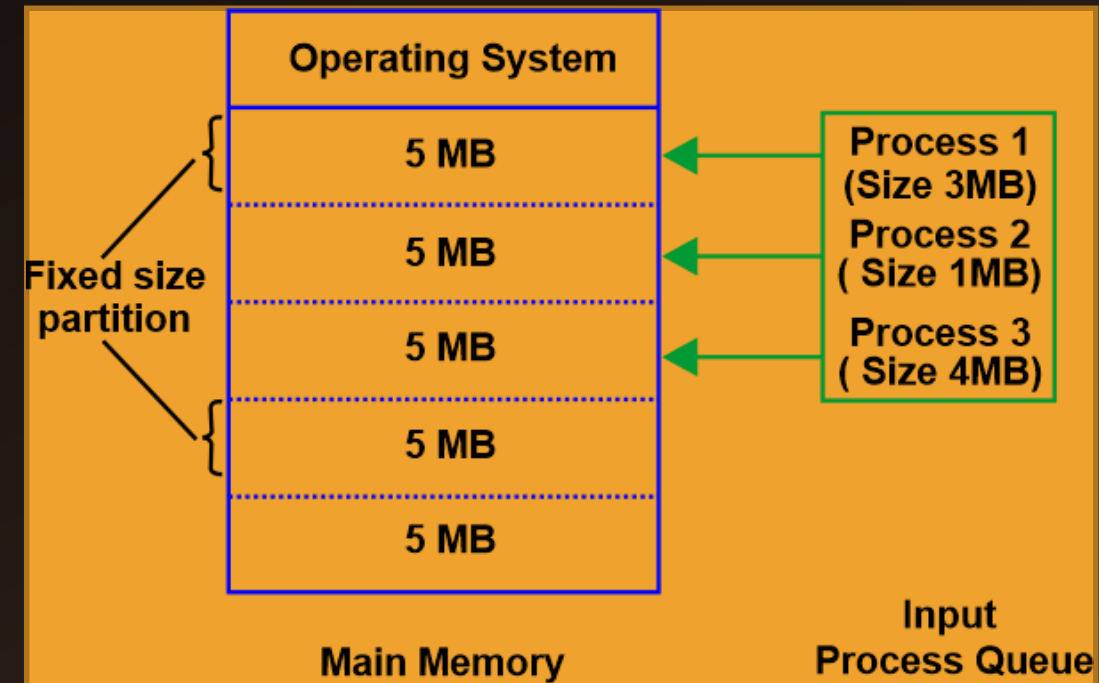 Operating System
5 MB
5 MB
5 MB
5 MB
5 MB
Fixed size
partition
Process 1
(Size 3MB)
Process 2
( Size 1MB)
Process 3
( Size 4MB)
Main Memory
Input
Process Queue